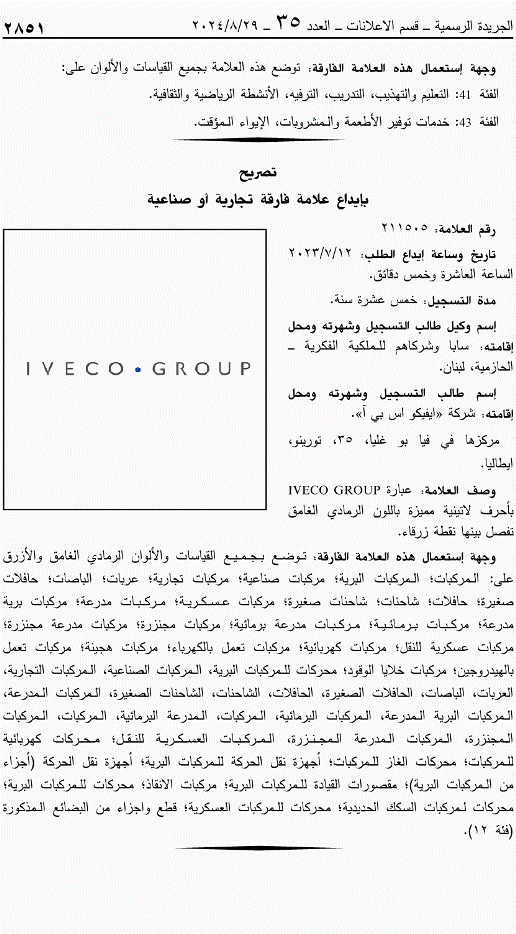 الجريدة الرسمية ــ قسم الاعلانات ــ العدد ٣٥ ــ ٢٠٢٤/٨/٢٩
٢٨٥١
وجهة إستعمال هذه العلامة الفارقة: توضع هذه العلامة بجميع القياسات والألوان على:
الفئة 41: التعليم والتهذيب، التدريب، الترفيه، الأنشطة الرياضية والثقافية.
الفئة 43: خدمات توفير الأطعمة والمشروبات، الإيواء المؤقت.
تصريح
بإيداع علامة فارقة تجارية أو صناعية
رقم العلامة: ٢١١٥٠٥
تاريخ وساعة إيداع الطلب: ٢٠٢٣/٧/١٢
الساعة العاشرة وخمس دقائق.
مدة التسجيل: خمس عشرة سنة.
إسم وكيل طالب التسجيل وشهرته ومحل
إقامته: سابا وشركاهم للملكية الفكرية ــ
الحازمية، لبنان.
إسم طالب التسجيل وشهرته ومحل
إقامته: شركة «ايفيكو اس بي آ».
مركزها في فيا بو غليا، ٣٥، تورينو،
ايطاليا.
وصف العلامة: عبارة IVECO GROUP
بأحرف لاتينية مميزة باللون الرمادي الغامق
تفصل بينها نقطة زرقاء.
IVECO • GROUP
وجهة إستعمال هذه العلامة الفارقة: توضع بجميع القياسات والألوان الرمادي الغامق والأزرق
على: المركبات؛ المركبات البرية؛ مركبات صناعية؛ مركبات تجارية؛ عربات؛ الباصات؛ حافلات
صغيرة؛ حافلات؛ شاحنات؛ شاحنات صغيرة؛ مركبات عسكرية؛ مركبات مدرعة؛ مركبات برية
مدرعة؛ مركبات برمائية؛ مركبات مدرعة برمائية؛ مركبات مجنزرة؛ مركبات مدرعة مجنزرة؛
مركبات عسكرية للنقل؛ مركبات كهربائية؛ مركبات تعمل بالكهرباء؛ مركبات هجينة؛ مركبات تعمل
بالهيدروجين؛ مركبات خلايا الوقود؛ محركات للمركبات البرية، المركبات الصناعية، المركبات التجارية،
العربات، الباصات، الحافلات الصغيرة، الحافلات، الشاحنات، الشاحنات الصغيرة، المركبات المدرعة،
المركبات البرية المدرعة، المركبات البرمائية، المركبات، المدرعة البرمائية، المركبات، المركبات
المجنزرة، المركبات المدرعة المجنزرة، المركبات العسكرية للنقل؛ محركات كهربائية
للمركبات؛ محركات الغاز للمركبات؛ أجهزة نقل الحركة للمركبات البرية؛ أجهزة نقل الحركة (أجزاء
من المركبات البرية)؛ مقصورات القيادة للمركبات البرية؛ مركبات الانقاذ؛ محركات للمركبات البرية؛
محركات لمركبات السكك الحديدية؛ محركات للمركبات العسكرية؛ قطع واجزاء من البضائع المذكورة
(فئة ١٢).